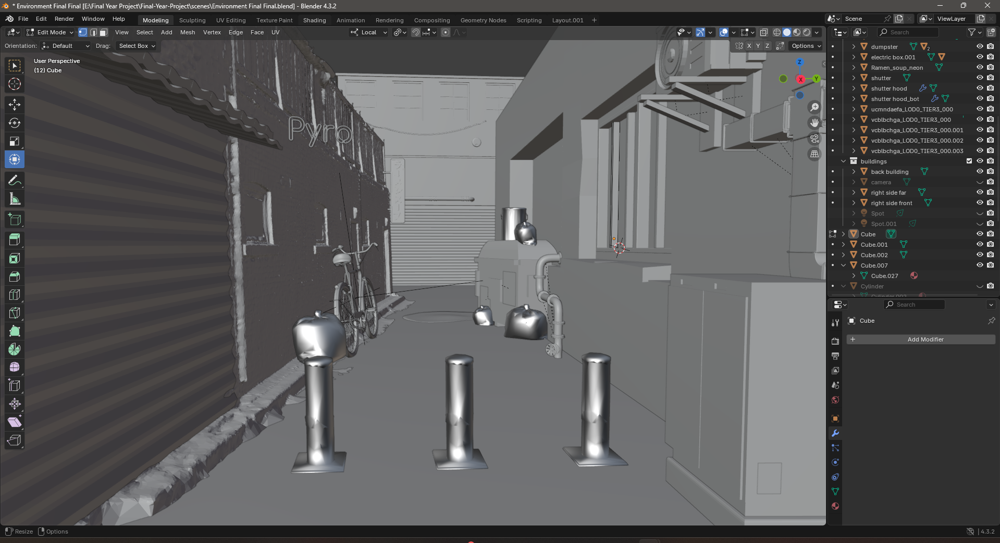 * Environment Final Final [E:\Final Year Project\Final-Year-Project\scenes\Environment Final Final.blend] - Blender 4.3.2
File Edit Render Window Help
Modeling Sculpting UV Editing Texture Paint Shading Animation Rendering Compositing Geometry Nodes Scripting Layout.001 +
Scene
ViewLayer
Edit Mode View Select Add Mesh Vertex Edge Face UV
Local
Search
Orientation: Default Drag: Select Box
X Y Z Options
User Perspective
(12) Cube
Z
X
Y
Pyro
dumpster 2
electric box.001
Ramen_soup_neon
shutter
shutter hood
shutter hood_bot
ucmndaefa_LOD0_TIER3_000
vcblbchga_LOD0_TIER3_000
vcblbchga_LOD0_TIER3_000.001
vcblbchga_LOD0_TIER3_000.002
vcblbchga_LOD0_TIER3_000.003
buildings
back building
camera
right side far
right side front
Spot
Spot.001
Cube
Cube.001
Cube.002
Cube.007
Cube.027
Cylinder
Cylinder.002
Search
Cube
+ Add Modifier
Resize Options
4.3.2